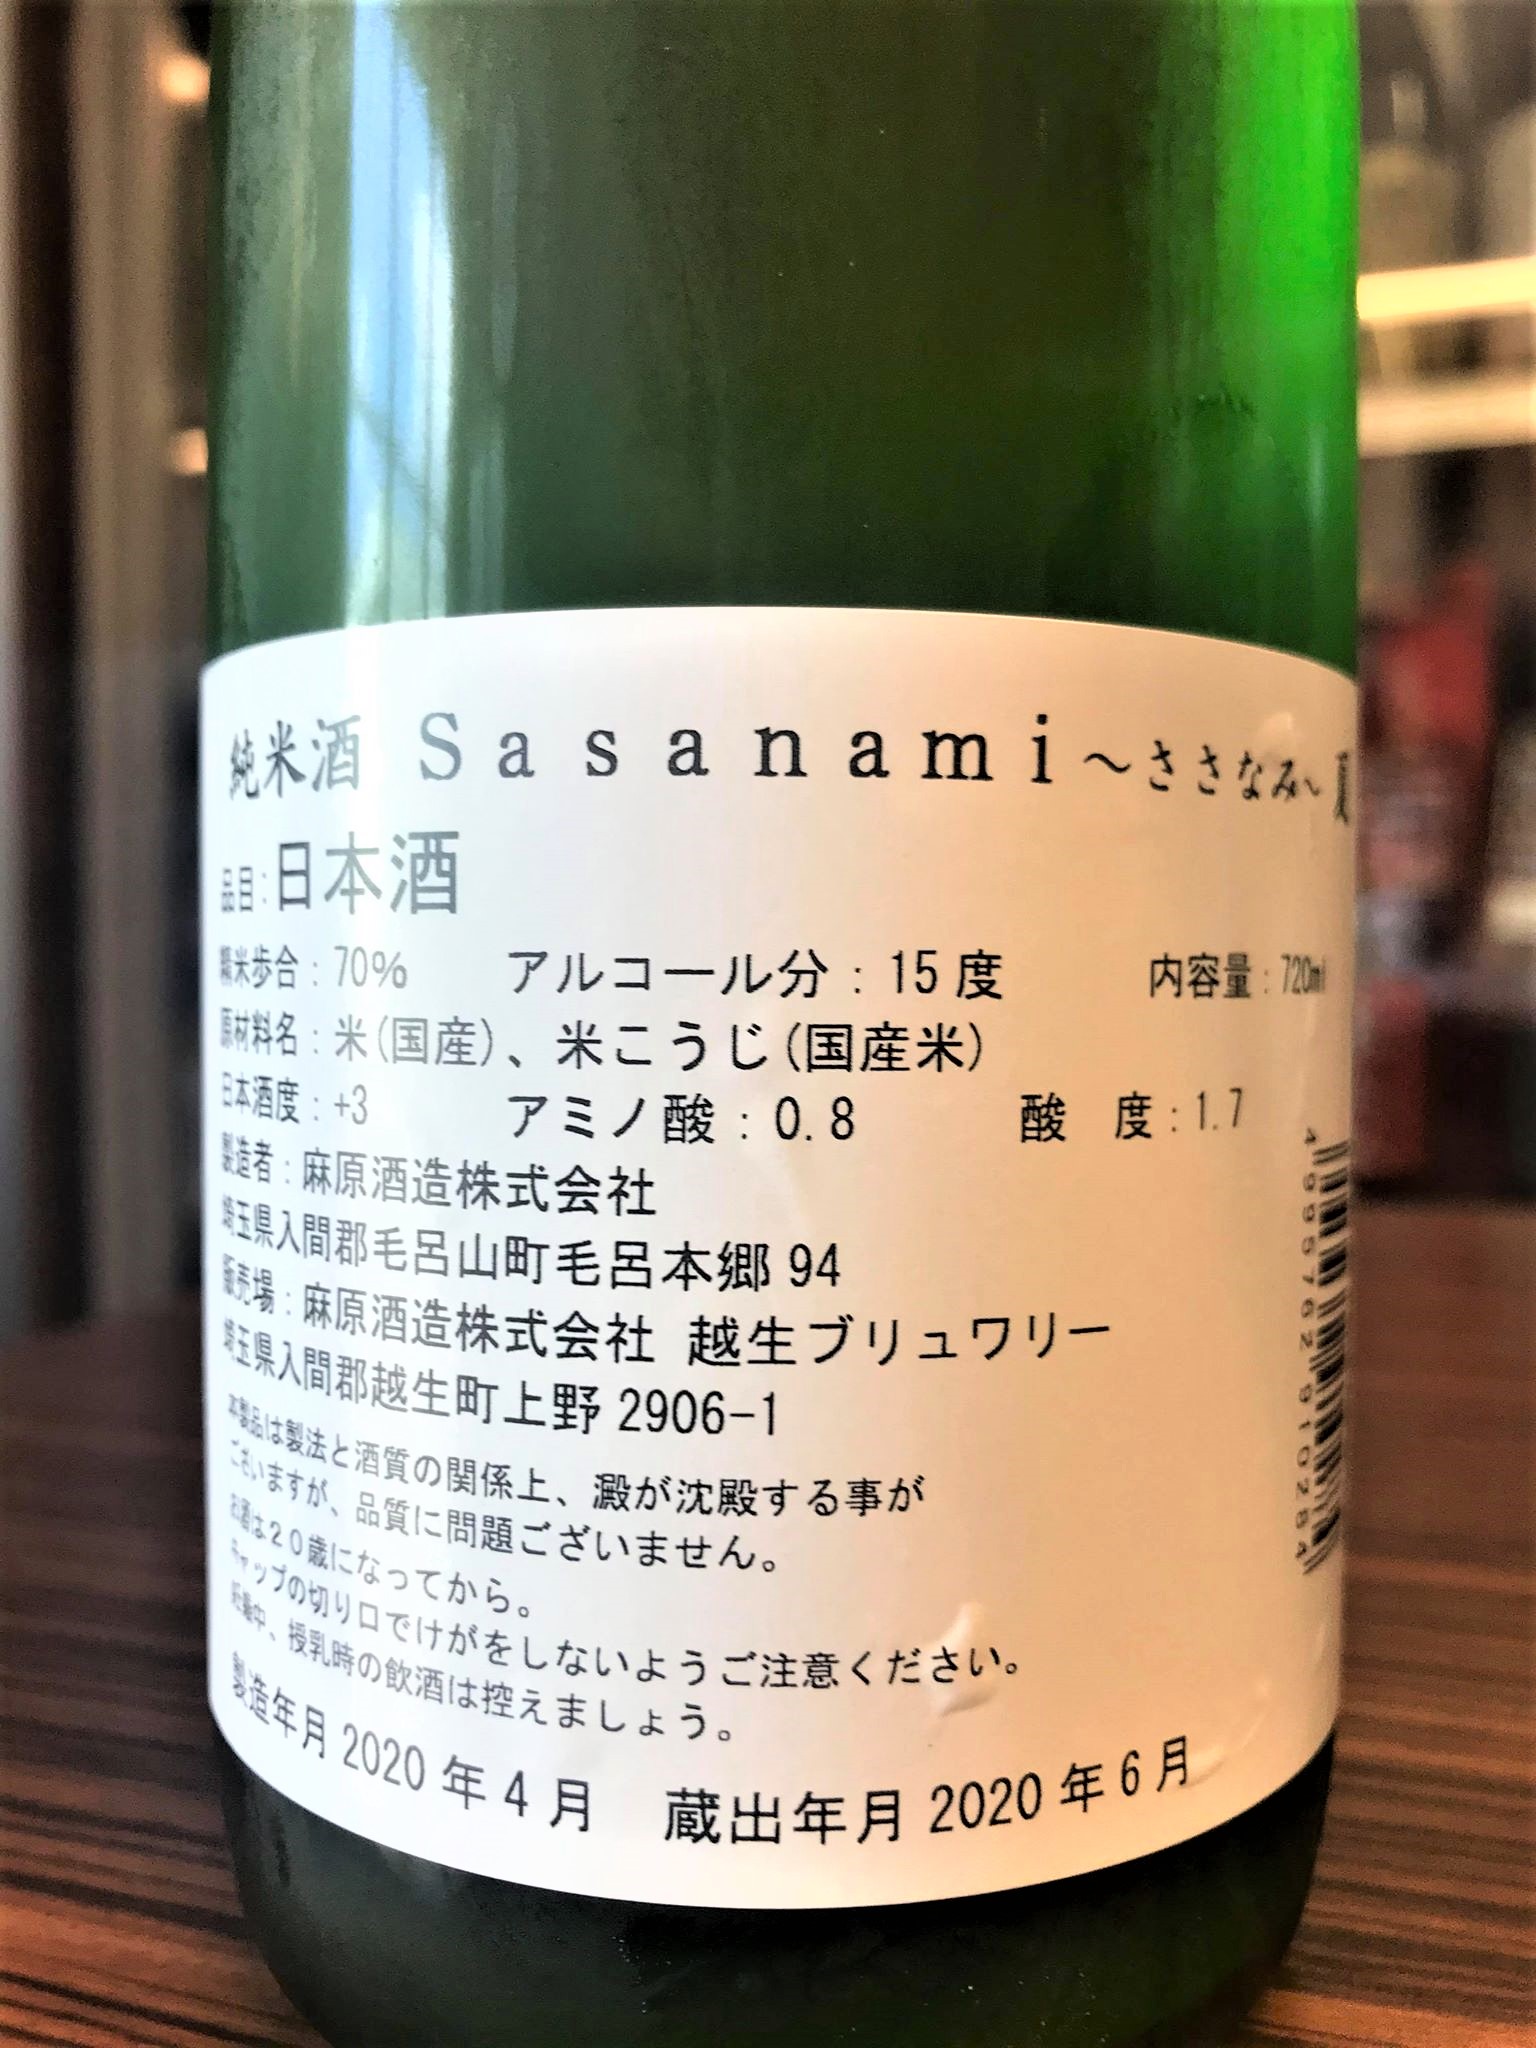 純米酒 Sasanami～ささなみ～夏
品目:日本酒
精米歩合：70％ アルコール分：15度 内容量：720ml
原材料名：米(国産)、米こうじ(国産米)
日本酒度：+3 アミノ酸：0.8 酸 度：1.7
製造者：麻原酒造株式会社
埼玉県入間郡毛呂山町毛呂本郷94
販売場：麻原酒造株式会社 越生ブリュワリー
埼玉県入間郡越生町上野2906-1
本製品は製法と酒質の関係上、澱が沈殿する事が
ございますが、品質に問題ございません。
お酒は20歳になってから。
キャップの切り口でけがをしないようご注意ください。
妊娠中、授乳時の飲酒は控えましょう。
製造年月2020年4月 蔵出年月2020年6月
4995762910284